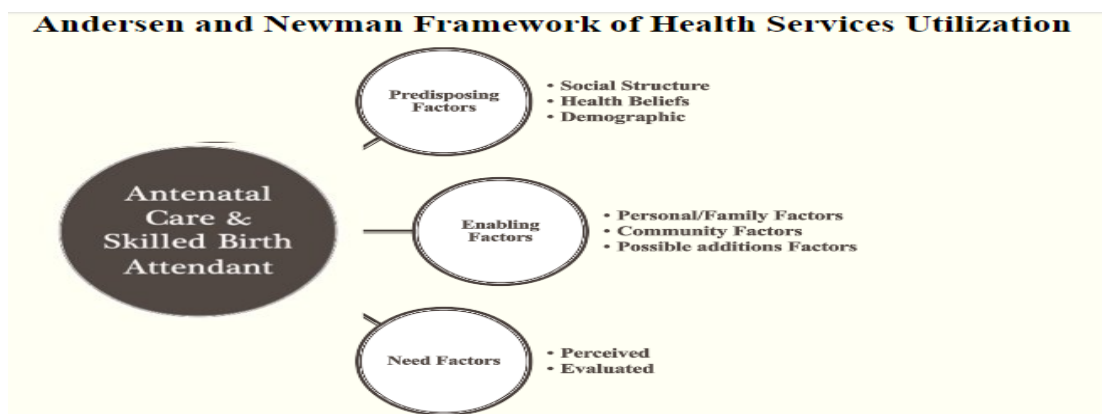 Andersen and Newman Framework of Health Services Utilization
Predisposing
Factors
• Social Structure
• Health Beliefs
• Demographic
Antenatal
Care &
Skilled Birth
Attendant
Enabling
Factors
• Personal/Family Factors
• Community Factors
• Possible additions Factors
Need Factors
• Perceived
• Evaluated